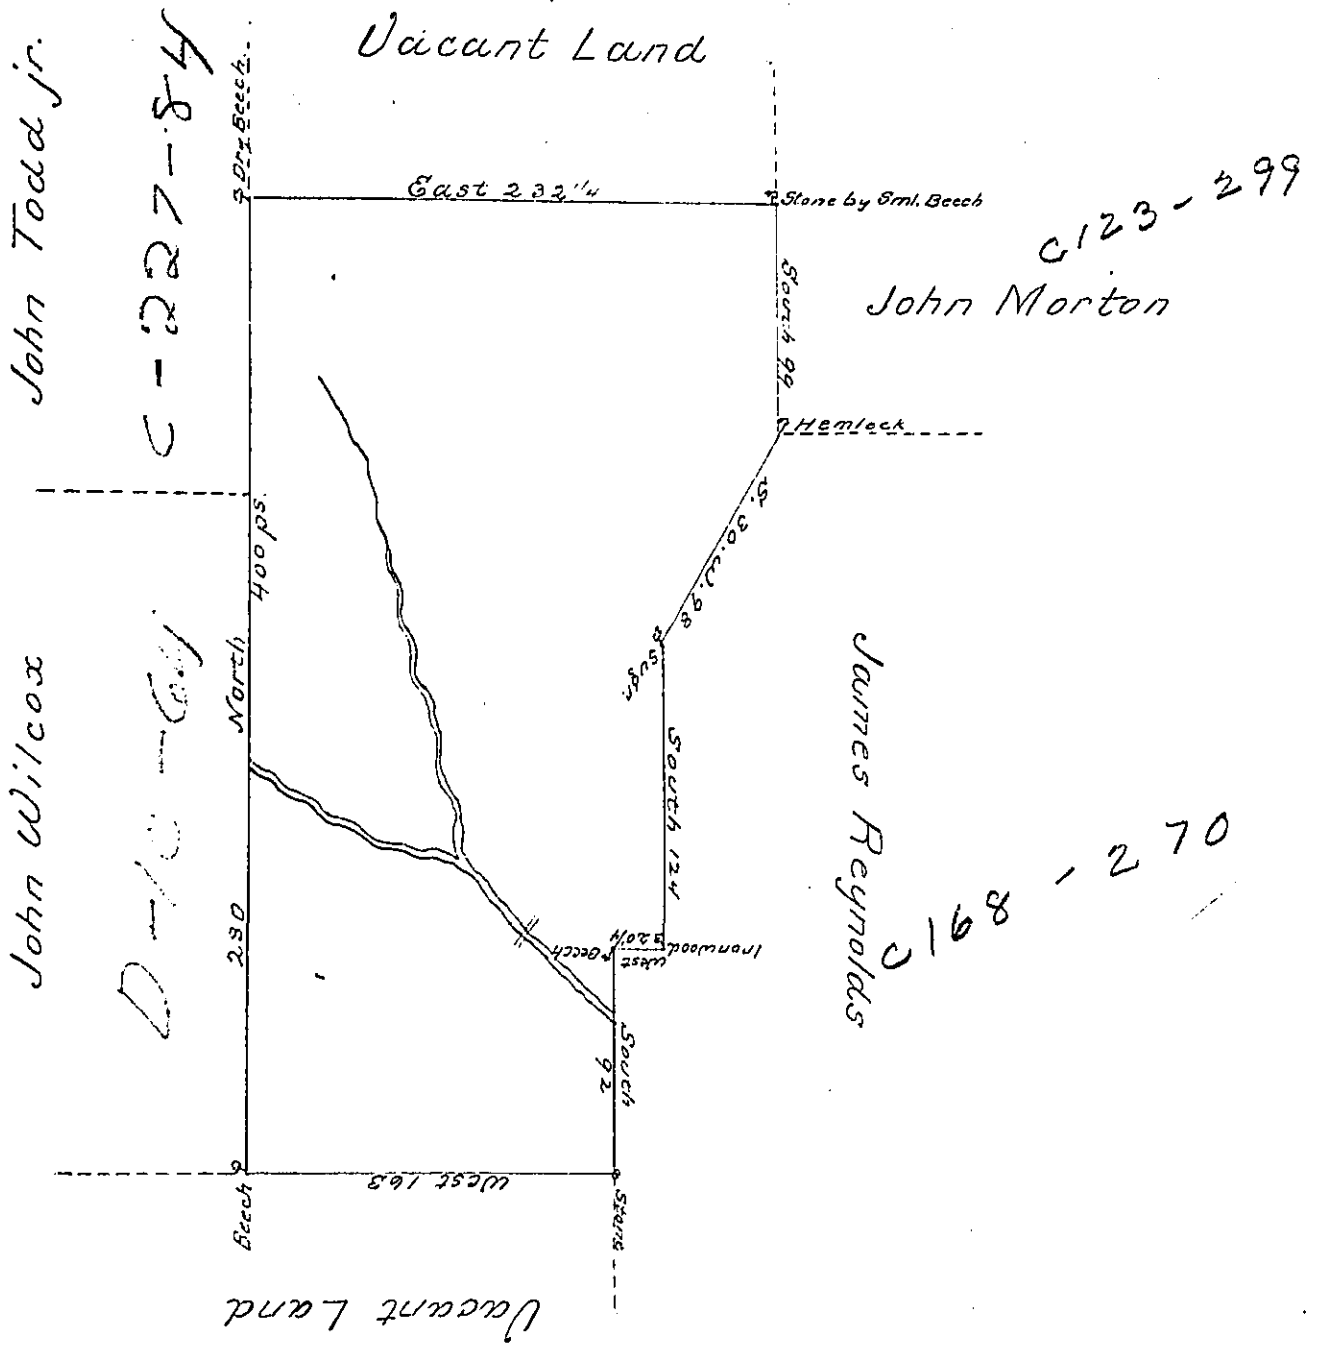 Vacant Land
John Todd jr.
C-227-84
Dr. Beech
East 232 1/4
Stone by Sml. Beech
C123-299
John Morton
South 99
Hemlock
S. 30. W. 98
Sugr.
South 124
James Reynolds
C168-270
Ironwood
West 20 1/4
Beech
South 92
Stone
West 163
Beech
Vacant Land
North 400 ps.
230
John Wilcox